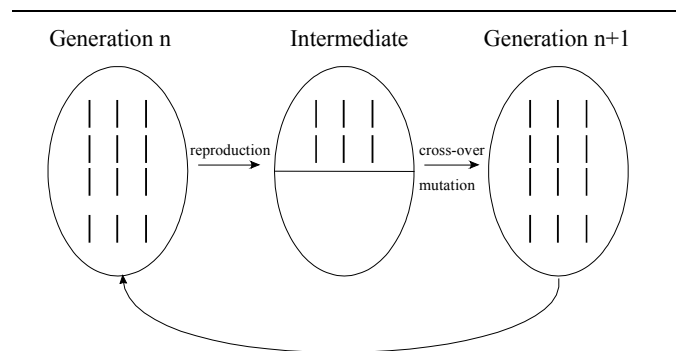 Generation n
Intermediate
Generation n+1
reproduction
cross-over
mutation